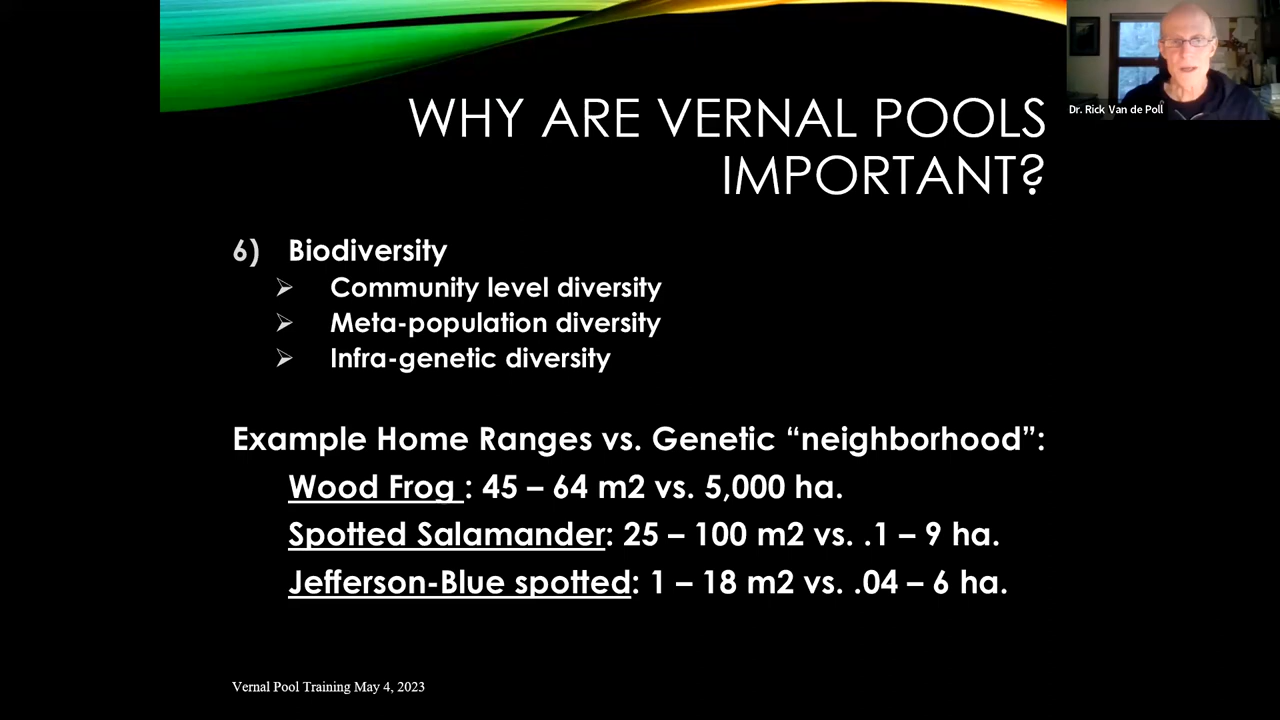 WHY ARE VERNAL POOLS
IMPORTANT?
Dr. Rick Van de Poll
6) Biodiversity
Community level diversity
Meta-population diversity
Infra-genetic diversity
Example Home Ranges vs. Genetic “neighborhood”:
Wood Frog : 45 – 64 m2 vs. 5,000 ha.
Spotted Salamander: 25 – 100 m2 vs. .1 – 9 ha.
Jefferson-Blue spotted: 1 – 18 m2 vs. .04 – 6 ha.
Vernal Pool Training May 4, 2023